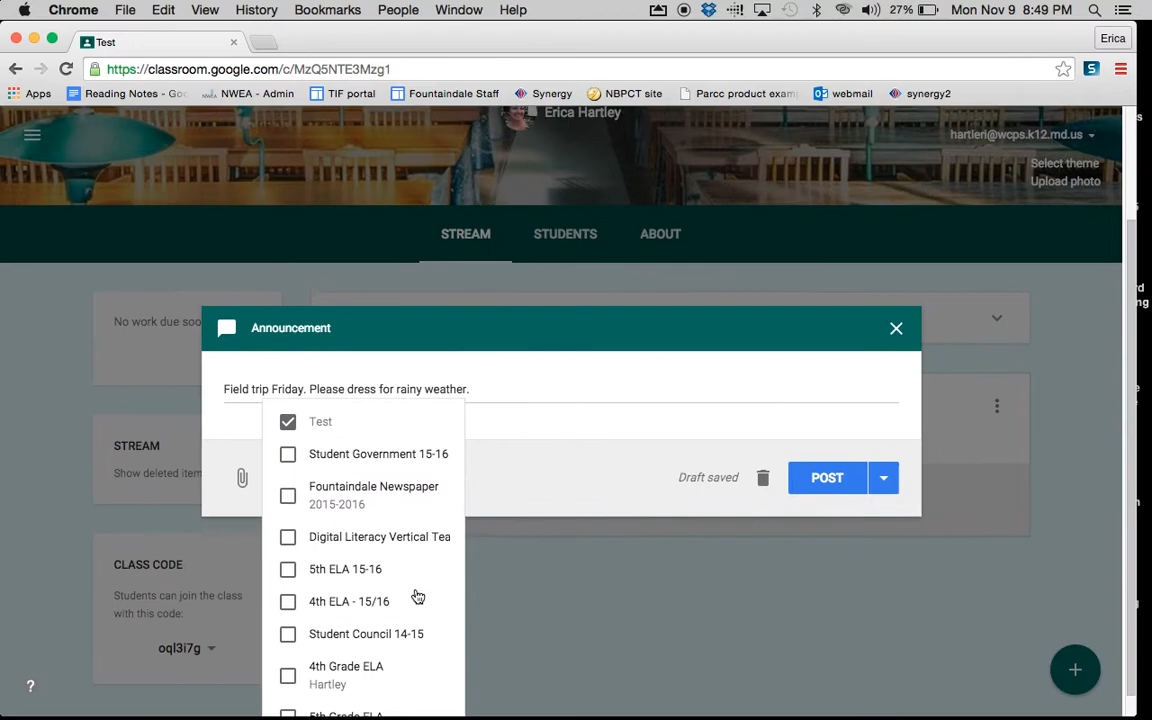 Chrome File Edit View History Bookmarks People Window Help 27% Mon Nov 9 8:49 PM
Test Erica
https://classroom.google.com/c/MzQ5NTE3Mzg1
Apps Reading Notes - Goo NWEA - Admin TIF portal Fountaindale Staff Synergy NBPCT site Parcc product exam webmail synergy2
Erica Hartley
hartleri@wcps.k12.md.us
Select theme
Upload photo
STREAM STUDENTS ABOUT
No work due soo
Announcement
Field trip Friday. Please dress for rainy weather.
Test
STREAM
Student Government 15-16
Show deleted item
Draft saved POST
Fountaindale Newspaper
2015-2016
Digital Literacy Vertical Tea
CLASS CODE
5th ELA 15-16
Students can join the class
with this code:
4th ELA - 15/16
oql3i7g
Student Council 14-15
4th Grade ELA
Hartley
5th Grade ELA
+
?